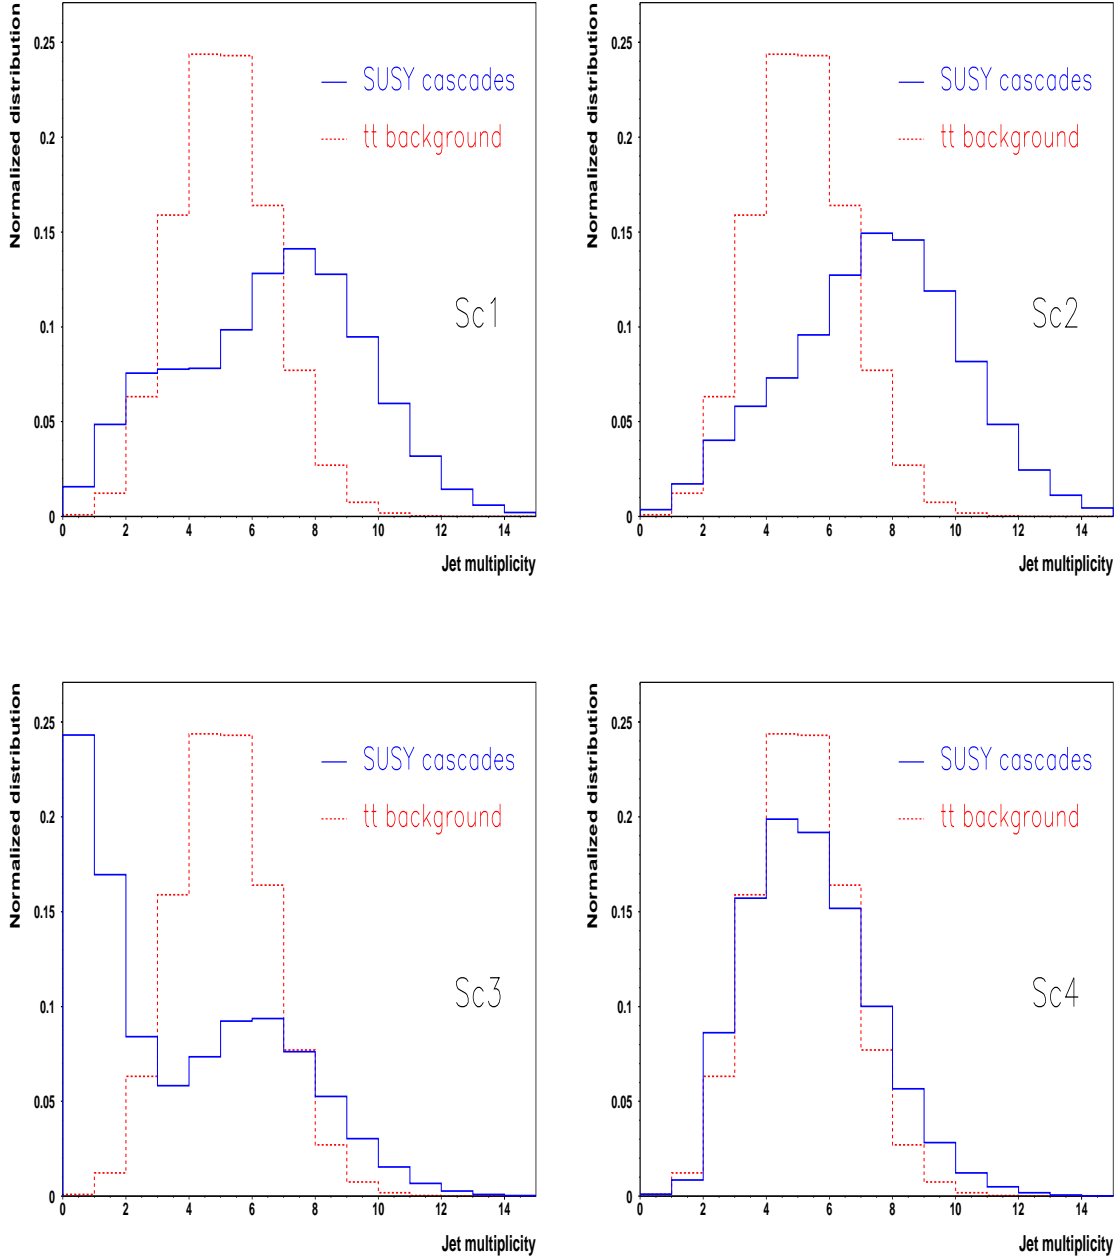 Normalized distribution
0.25
0.2
0.15
0.1
0.05
0
SUSY cascades
tt background
Sc1
0 2 4 6 8 10 12 14
Jet multiplicity
Normalized distribution
0.25
0.2
0.15
0.1
0.05
0
SUSY cascades
tt background
Sc2
0 2 4 6 8 10 12 14
Jet multiplicity
Normalized distribution
0.25
0.2
0.15
0.1
0.05
0
SUSY cascades
tt background
Sc3
0 2 4 6 8 10 12 14
Jet multiplicity
Normalized distribution
0.25
0.2
0.15
0.1
0.05
0
SUSY cascades
tt background
Sc4
0 2 4 6 8 10 12 14
Jet multiplicity